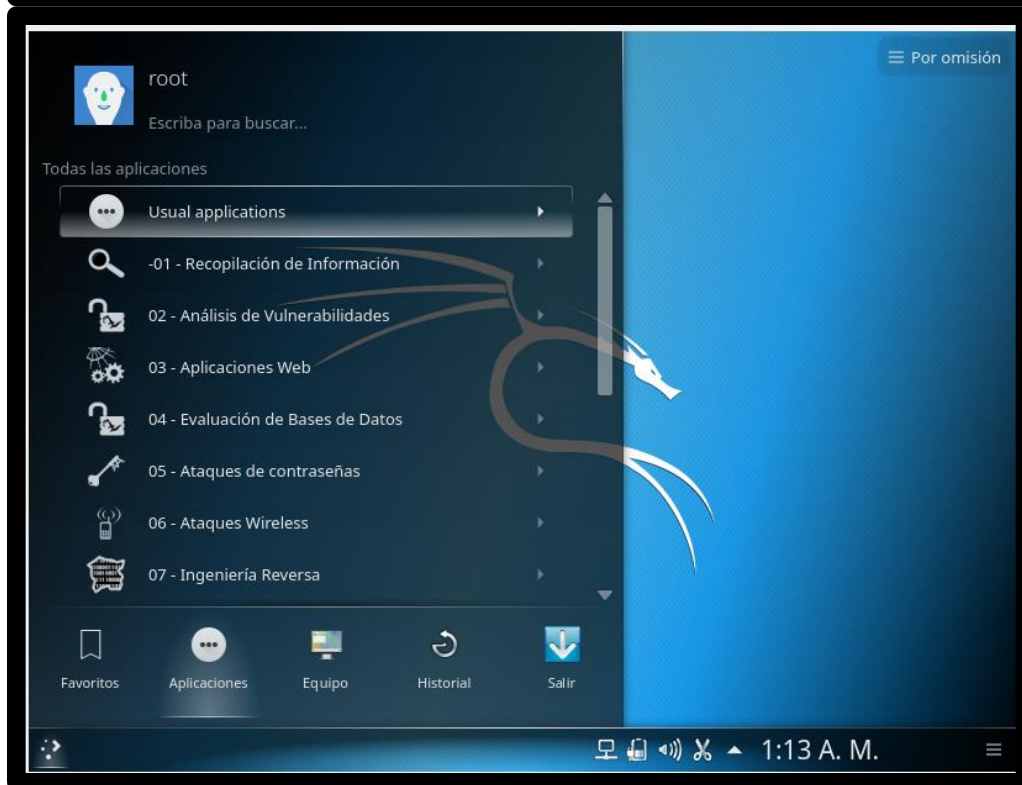 Por omisión
root
Escriba para buscar...
Todas las aplicaciones
Usual applications
-01 - Recopilación de Información
02 - Análisis de Vulnerabilidades
03 - Aplicaciones Web
04 - Evaluación de Bases de Datos
05 - Ataques de contraseñas
06 - Ataques Wireless
07 - Ingeniería Reversa
Favoritos
Aplicaciones
Equipo
Historial
Salir
1:13 A. M.